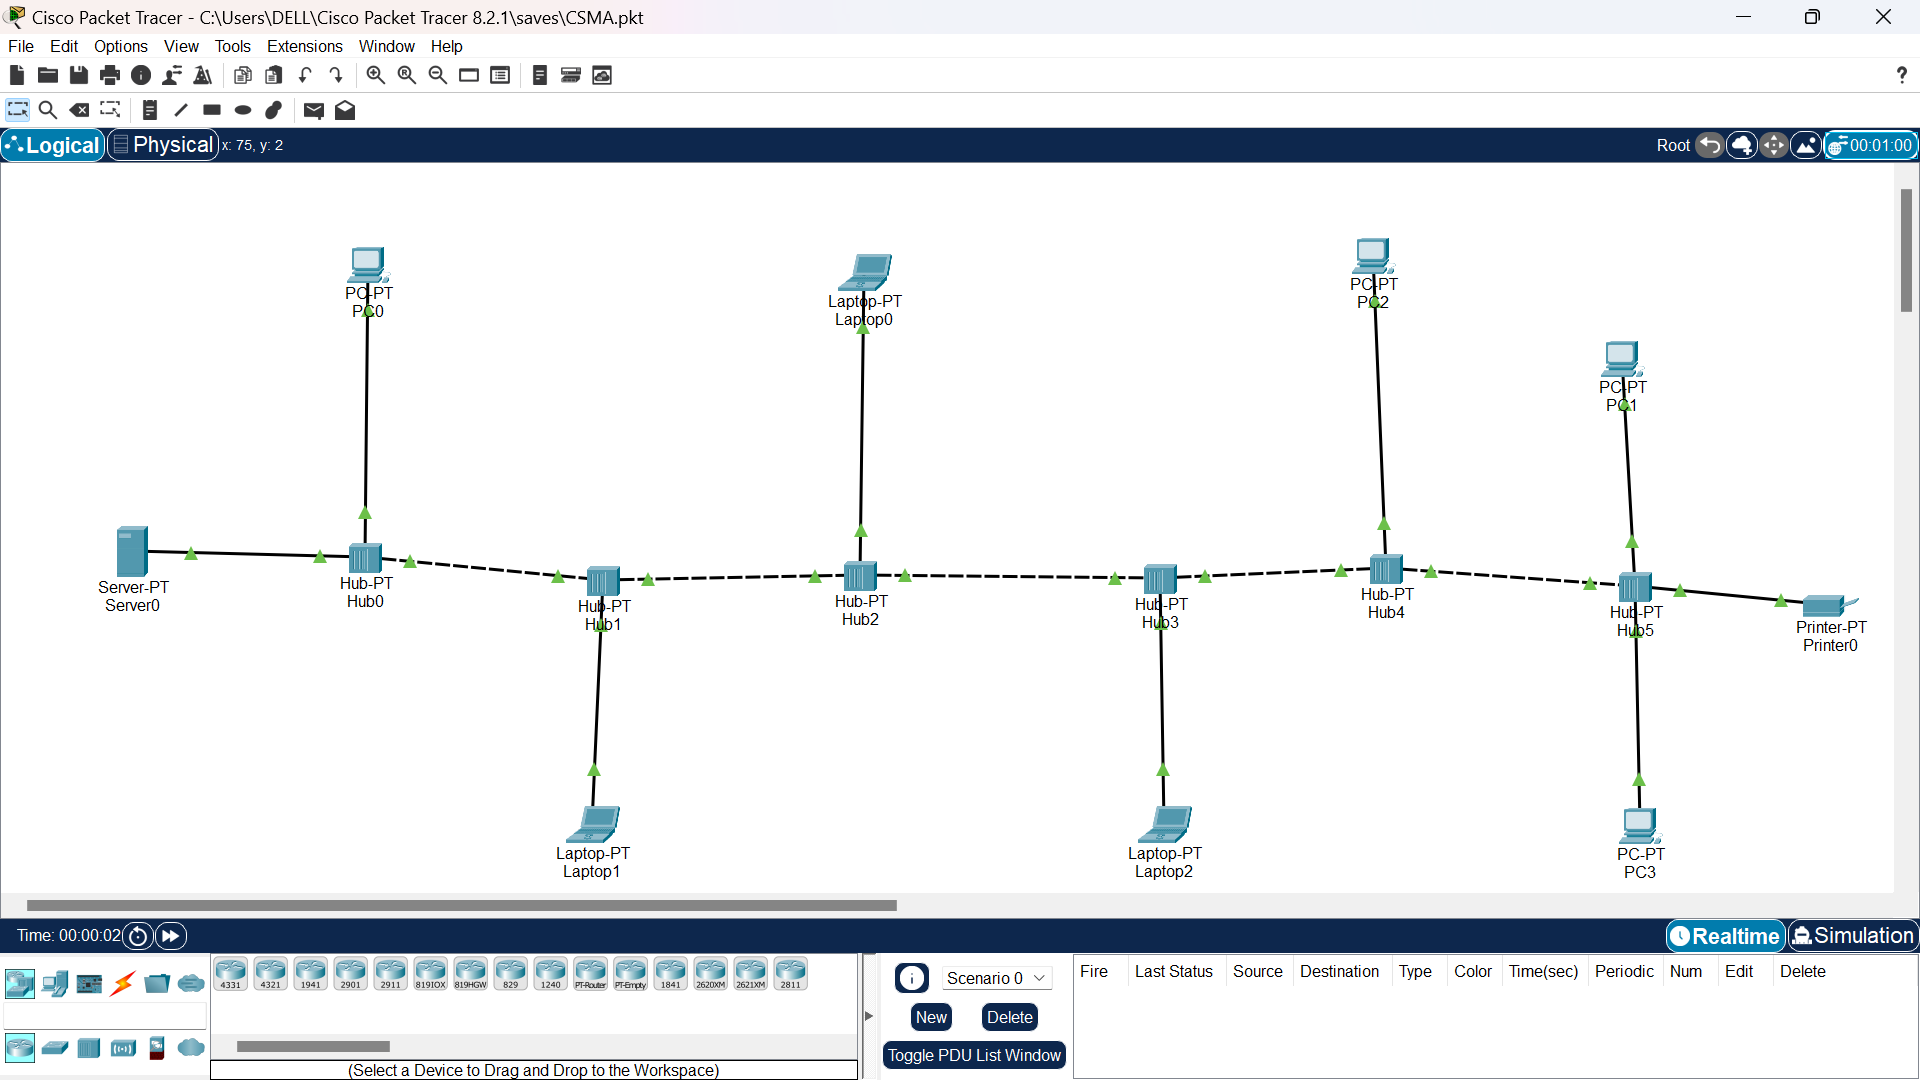 Cisco Packet Tracer - C:\Users\DELL\Cisco Packet Tracer 8.2.1\saves\CSMA.pkt
File Edit Options View Tools Extensions Window Help
?
Logical Physical x: 75, y: 2 Root 00:01:00
PC-PT
PC0
Laptop-PT
Laptop0
PC-PT
PC2
PC-PT
PC1
Server-PT
Server0
Hub-PT
Hub0
Hub-PT
Hub1
Hub-PT
Hub2
Hub-PT
Hub3
Hub-PT
Hub4
Hub-PT
Hub5
Printer-PT
Printer0
Laptop-PT
Laptop1
Laptop-PT
Laptop2
PC-PT
PC3
Time: 00:00:02 Realtime Simulation
4331 4321 1941 2901 2911 819IOX 819HGW 829 1240 PT-Router PT-Empty 1841 2620XM 2621XM 2811
(Select a Device to Drag and Drop to the Workspace)
Scenario 0
New Delete
Toggle PDU List Window
Fire Last Status Source Destination Type Color Time(sec) Periodic Num Edit Delete